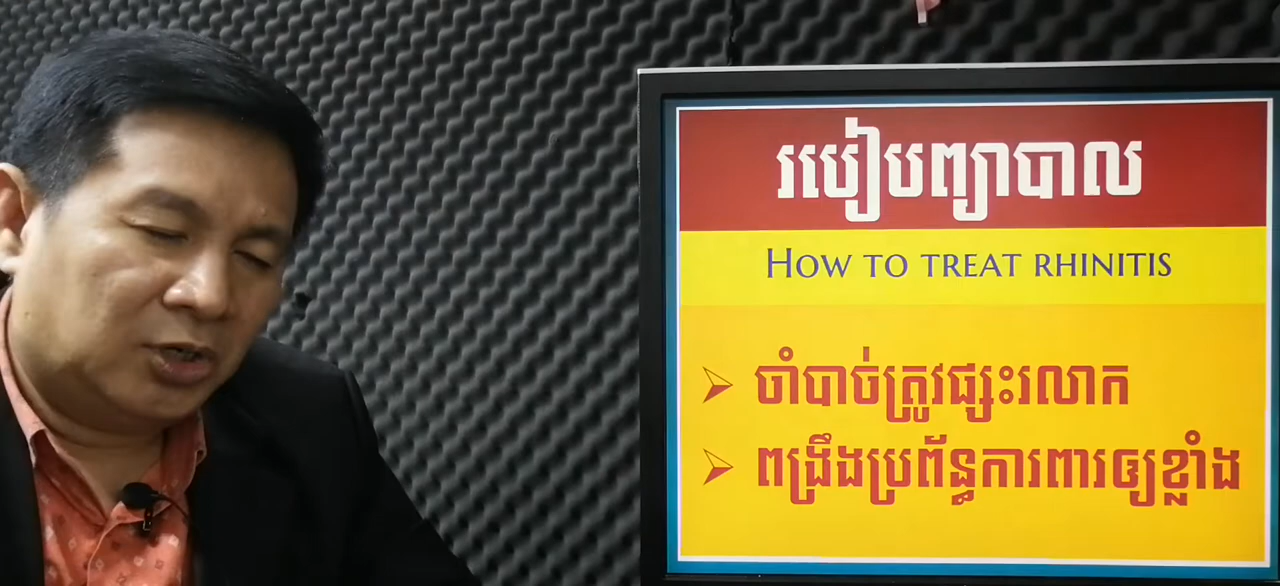 របៀបព្យាបាល
How to treat rhinitis
ចាំបាច់ត្រូវផ្សះរលាក
ពង្រឹងប្រព័ន្ធការពារឲ្យខ្លាំង